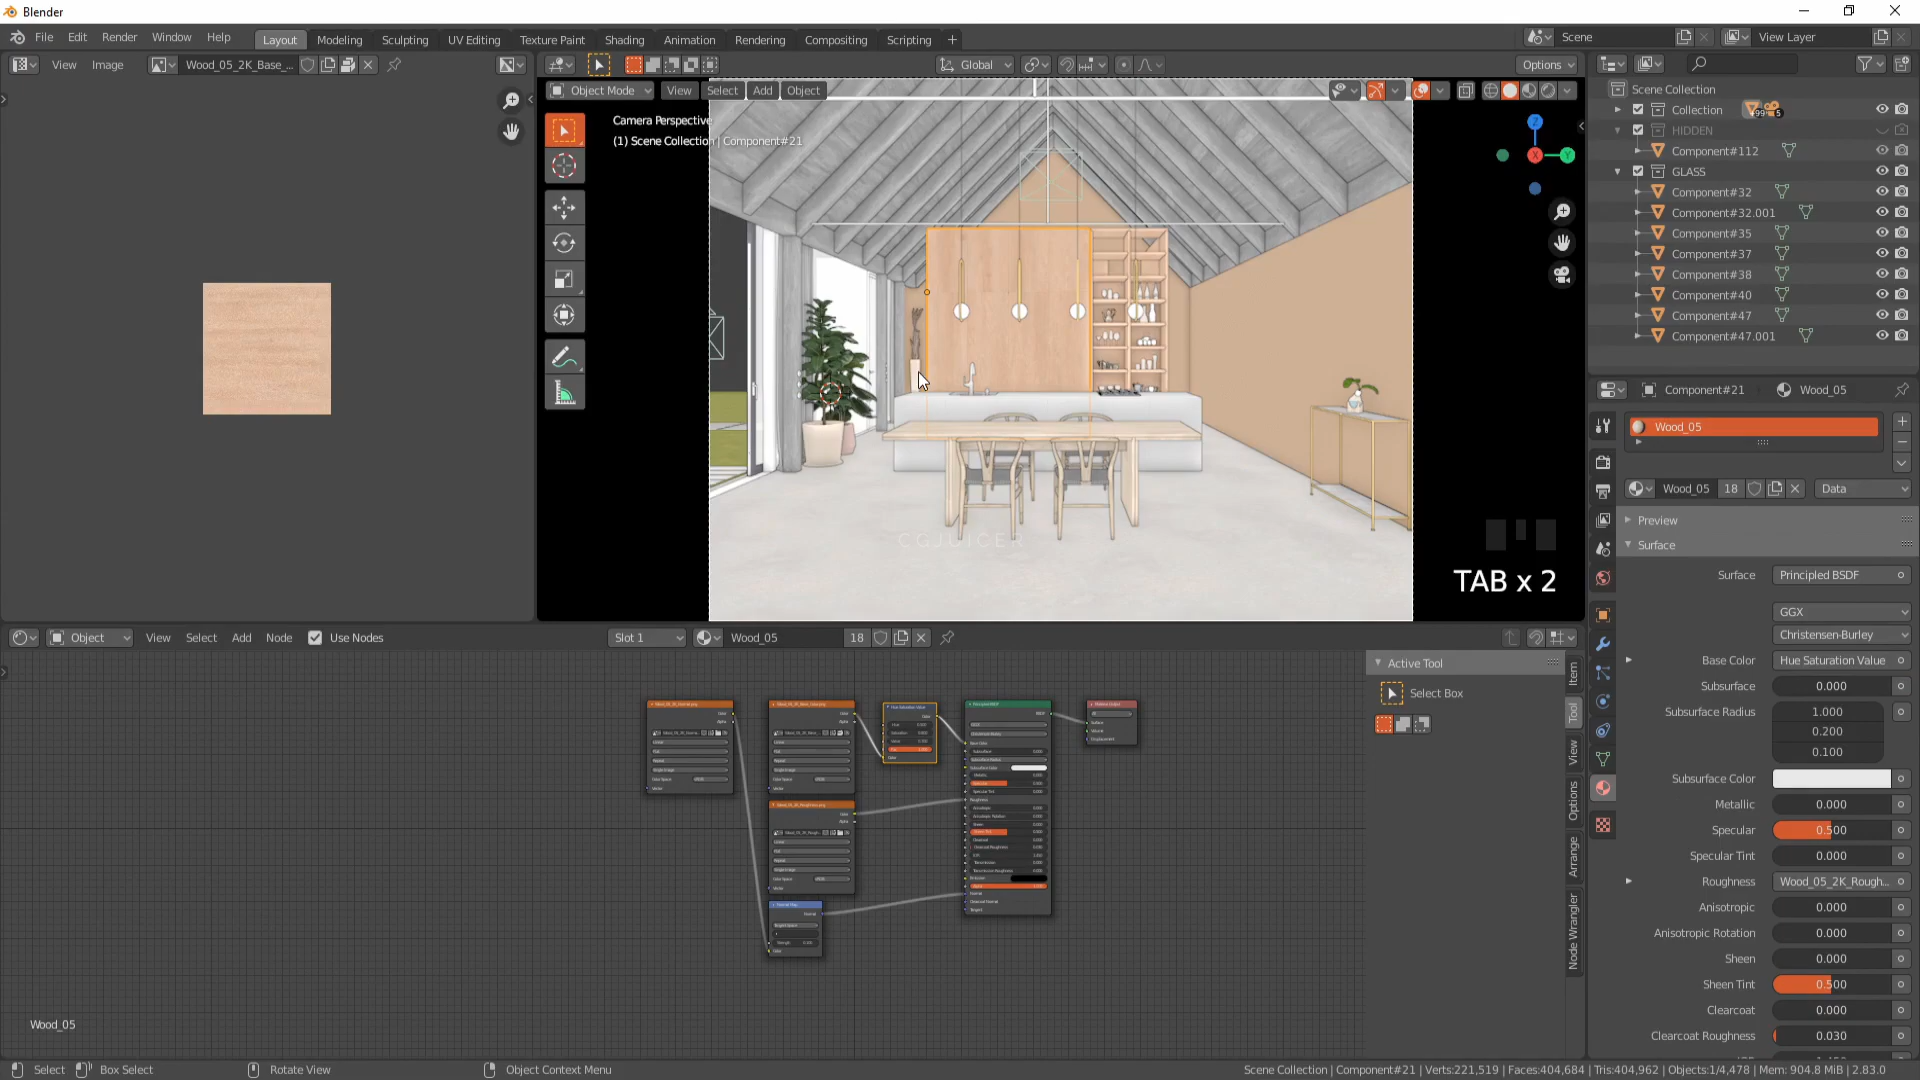 Blender
File Edit Render Window Help
Layout Modeling Sculpting UV Editing Texture Paint Shading Animation Rendering Compositing Scripting +
Scene
View Layer
View Image
Wood_05_2K_Base_...
Global
Options
Object Mode View Select Add Object
Camera Perspective
(1) Scene Collection | Component#21
Z
Y
X
CGJUICER
TAB x 2
Scene Collection
Collection
5
HIDDEN
Component#112
GLASS
Component#32
Component#32.001
Component#35
Component#37
Component#38
Component#40
Component#47
Component#47.001
Component#21 Wood_05
Wood_05
Wood_05 18 Data
Preview
Surface
Surface Principled BSDF
GGX
Christensen-Burley
Base Color Hue Saturation Value
Subsurface 0.000
Subsurface Radius 1.000
0.200
0.100
Subsurface Color
Metallic 0.000
Specular 0.500
Specular Tint 0.000
Roughness Wood_05_2K_Rough...
Anisotropic 0.000
Anisotropic Rotation 0.000
Sheen 0.000
Sheen Tint 0.500
Clearcoat 0.000
Clearcoat Roughness 0.030
Object View Select Add Node Use Nodes
Slot 1
Wood_05 18
Active Tool
Select Box
Item
Tool
View
Options
Arrange
Node Wrangler
Wood_05
Select Box Select Rotate View Object Context Menu
Scene Collection | Component#21 | Verts:221,519 | Faces:404,684 | Tris:404,962 | Objects:1/4,478 | Mem: 904.8 MiB | 2.83.0